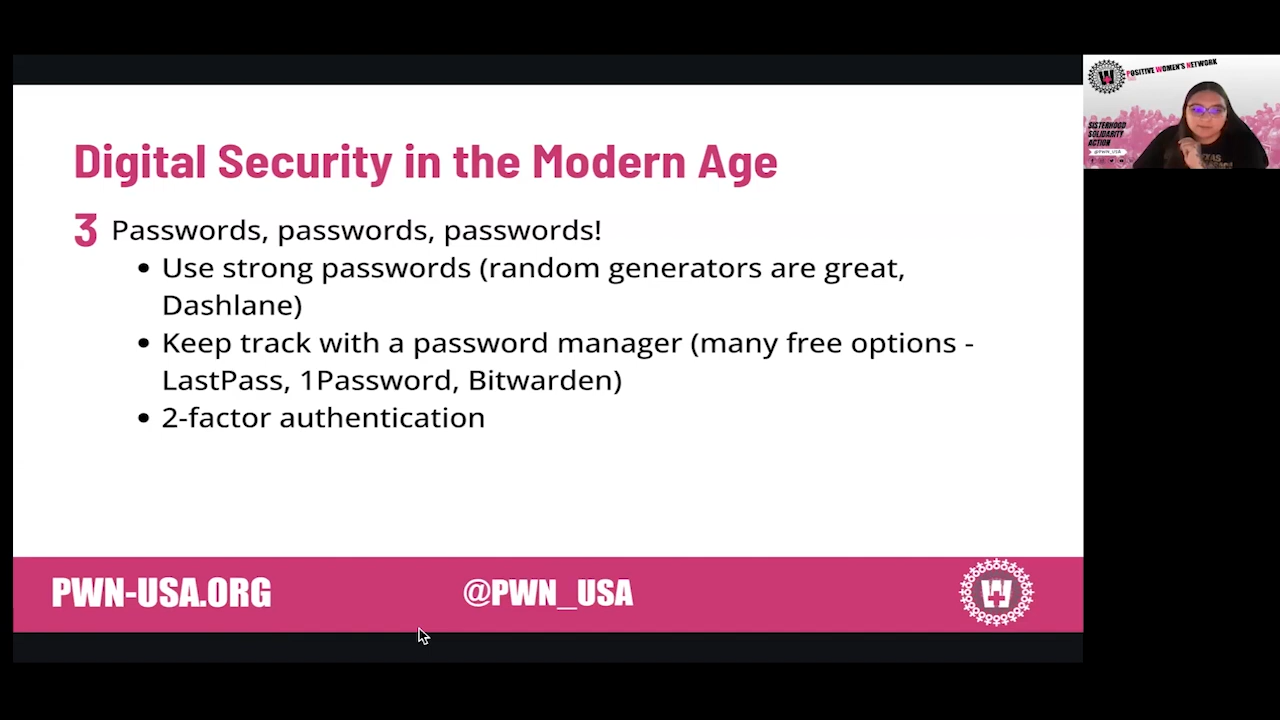 Digital Security in the Modern Age
3 Passwords, passwords, passwords!
• Use strong passwords (random generators are great,
Dashlane)
• Keep track with a password manager (many free options -
LastPass, 1Password, Bitwarden)
• 2-factor authentication
PWN-USA.ORG
@PWN_USA
W
POSITIVE WOMEN'S NETWORK
SISTERHOOD
SOLIDARITY
ACTION
@PWN_USA